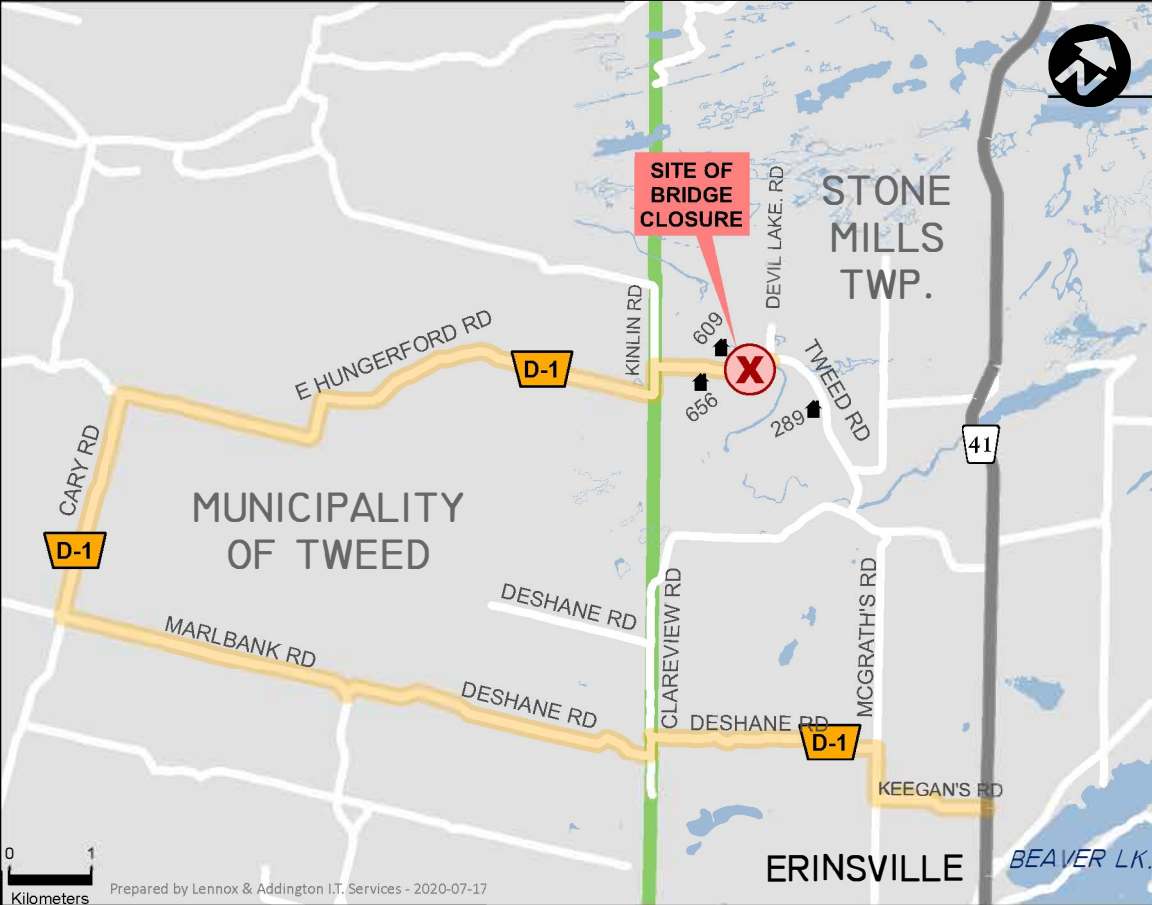 N
SITE OF
BRIDGE
CLOSURE
DEVIL LAKE. RD
STONE
MILLS
TWP.
KINLIN RD
609
E HUNGERFORD RD
D-1
X
TWEED RD
656
289
41
CARY RD
MUNICIPALITY
OF TWEED
D-1
DESHANE RD
CLAREVIEW RD
MCGRATH'S RD
MARLBANK RD
DESHANE RD
DESHANE RD
D-1
KEEGAN'S RD
0 1
Kilometers
Prepared by Lennox & Addington I.T. Services - 2020-07-17
ERINSVILLE
BEAVER LK.